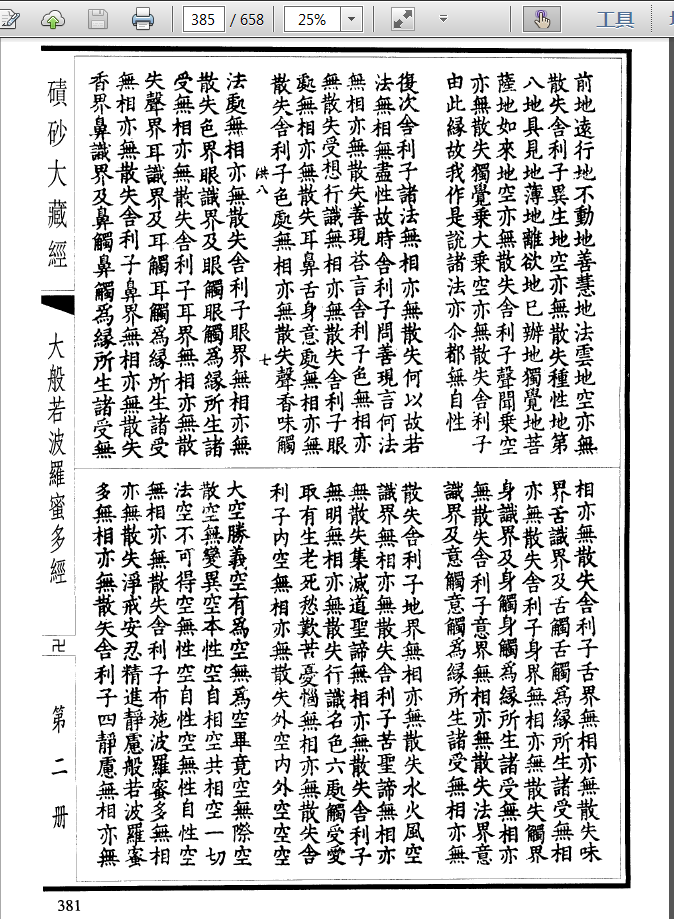 385 / 658
25%
工具
前地遠行地不動地善慧地法雲地空亦無
散失舍利子異生地空亦無散失種性地第
八地具見地薄地離欲地已辦地獨覺地菩
薩地如來地空亦無散失舍利子聲聞乗空
亦無散失獨覺乗大乗空亦無散失舍利子
由此縁故我作是說諸法亦尒都無自性
復次舍利子諸法無相亦無散失何以故若
法無相無盡性故時舍利子問善現言何法
無相亦無散失善現荅言舍利子色無相亦
無散失受想行識無相亦無散失舍利子眼
處無相亦無散失耳鼻舌身意處無相亦無
散失舍利子色處無相亦無散失聲香味觸
洪八
七
法處無相亦無散失舍利子眼界無相亦無
散失色界眼識界及眼觸眼觸爲縁所生諸
受無相亦無散失舍利子耳界無相亦無散
失聲界耳識界及耳觸耳觸爲縁所生諸受
無相亦無散失舍利子鼻界無相亦無散失
香界鼻識界及鼻觸鼻觸爲縁所生諸受無
相亦無散失舍利子舌界無相亦無散失味
界舌識界及舌觸舌觸爲縁所生諸受無相
亦無散失舍利子身界無相亦無散失觸界
身識界及身觸身觸爲縁所生諸受無相亦
無散失舍利子意界無相亦無散失法界意
識界及意觸意觸爲縁所生諸受無相亦無
散失舍利子地界無相亦無散失水火風空
識界無相亦無散失舍利子苦聖諦無相亦
無散失集滅道聖諦無相亦無散失舍利子
無明無相亦無散失行識名色六處觸受愛
取有生老死愁歎苦憂惱無相亦無散失舍
利子内空無相亦無散失外空内外空空空
大空勝義空有爲空無爲空畢竟空無際空
散空無變異空本性空自相空共相空一切
法空不可得空無性空自性空無性自性空
無相亦無散失舍利子布施波羅蜜多無相
亦無散失淨戒安忍精進靜慮般若波羅蜜
多無相亦無散失舍利子四靜慮無相亦無
磧砂大藏經
大般若波羅蜜多經
卍
第二册
381